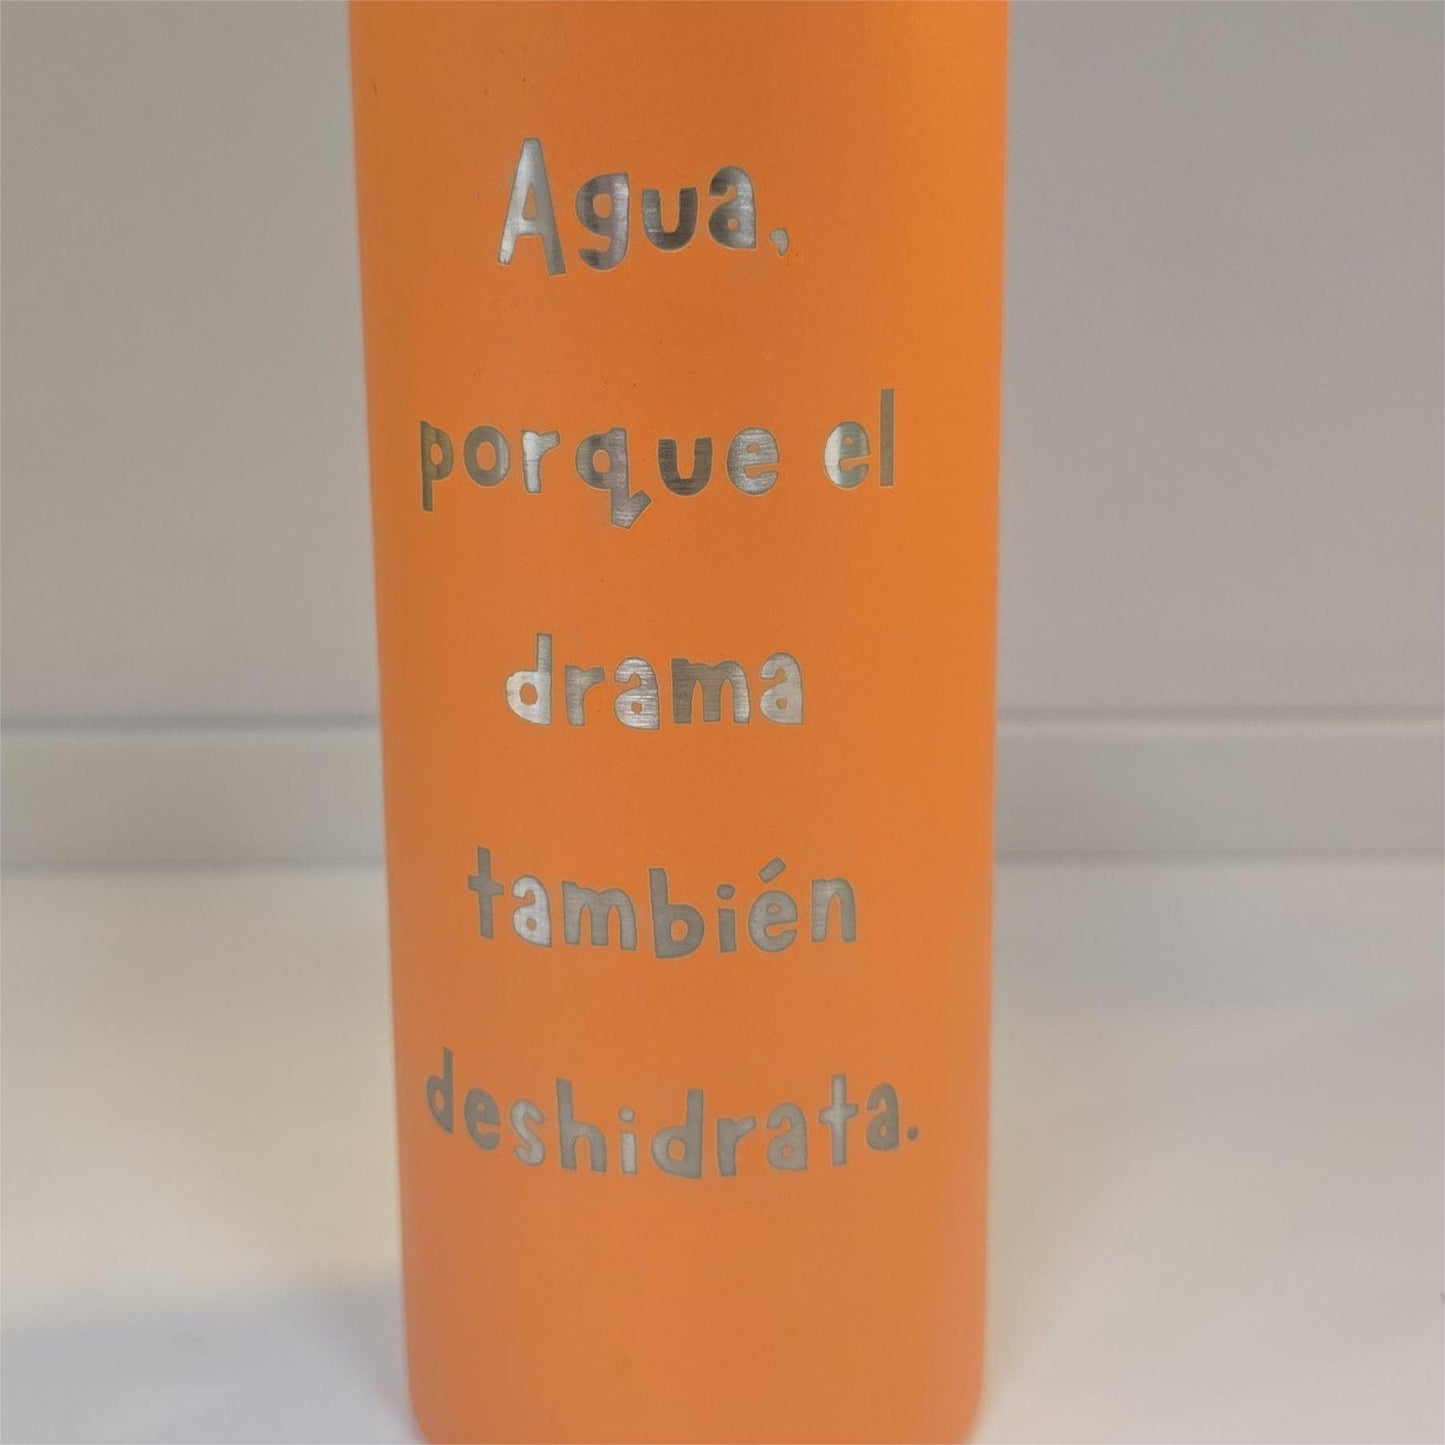 Agua,
porque el
drama
también
deshidrata.